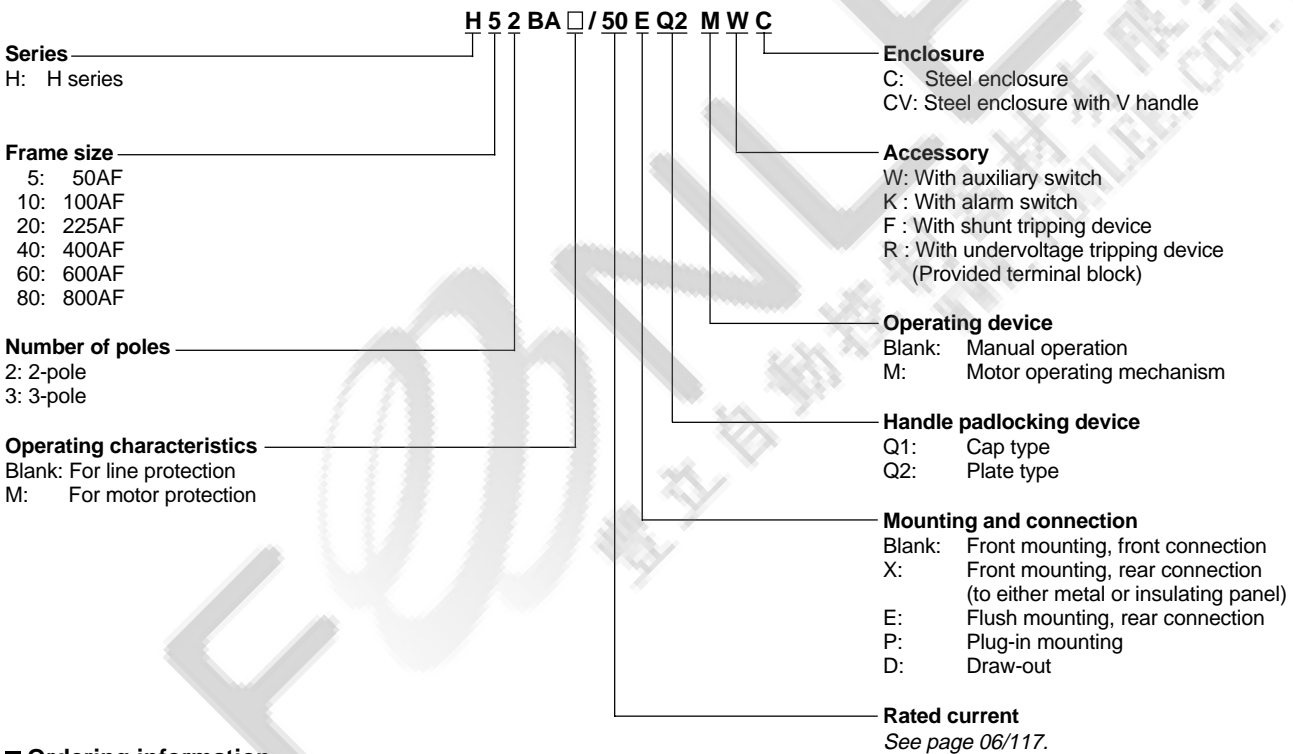 H 5 2 BA □ / 50 E Q2 M W C
Series
H: H series
Frame size
5: 50AF
10: 100AF
20: 225AF
40: 400AF
60: 600AF
80: 800AF
Number of poles
2: 2-pole
3: 3-pole
Operating characteristics
Blank: For line protection
M: For motor protection
Enclosure
C: Steel enclosure
CV: Steel enclosure with V handle
Accessory
W: With auxiliary switch
K : With alarm switch
F : With shunt tripping device
R : With undervoltage tripping device
(Provided terminal block)
Operating device
Blank: Manual operation
M: Motor operating mechanism
Handle padlocking device
Q1: Cap type
Q2: Plate type
Mounting and connection
Blank: Front mounting, front connection
X: Front mounting, rear connection
(to either metal or insulating panel)
E: Flush mounting, rear connection
P: Plug-in mounting
D: Draw-out
Rated current
See page 06/117.